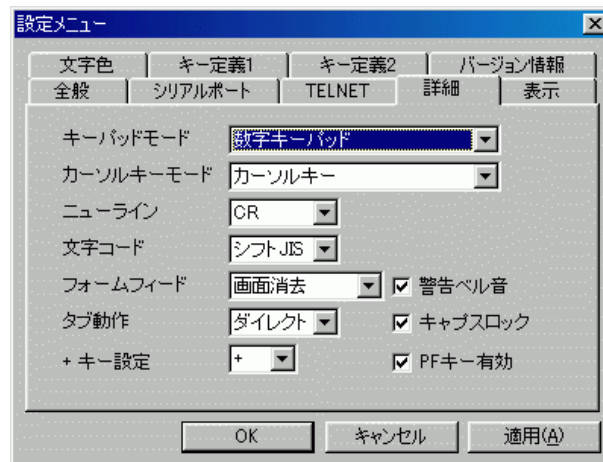 設定メニュー
文字色 キー定義1 キー定義2 バージョン情報
全般 シリアルポート TELNET 詳細 表示
キーパッドモード 数字キーパッド
カーソルキーモード カーソルキー
ニューライン CR
文字コード シフトJIS
フォームフィード 画面消去 警告ベル音
タブ動作 ダイレクト キャプスロック
+ キー設定 + PFキー有効
OK キャンセル 適用(A)